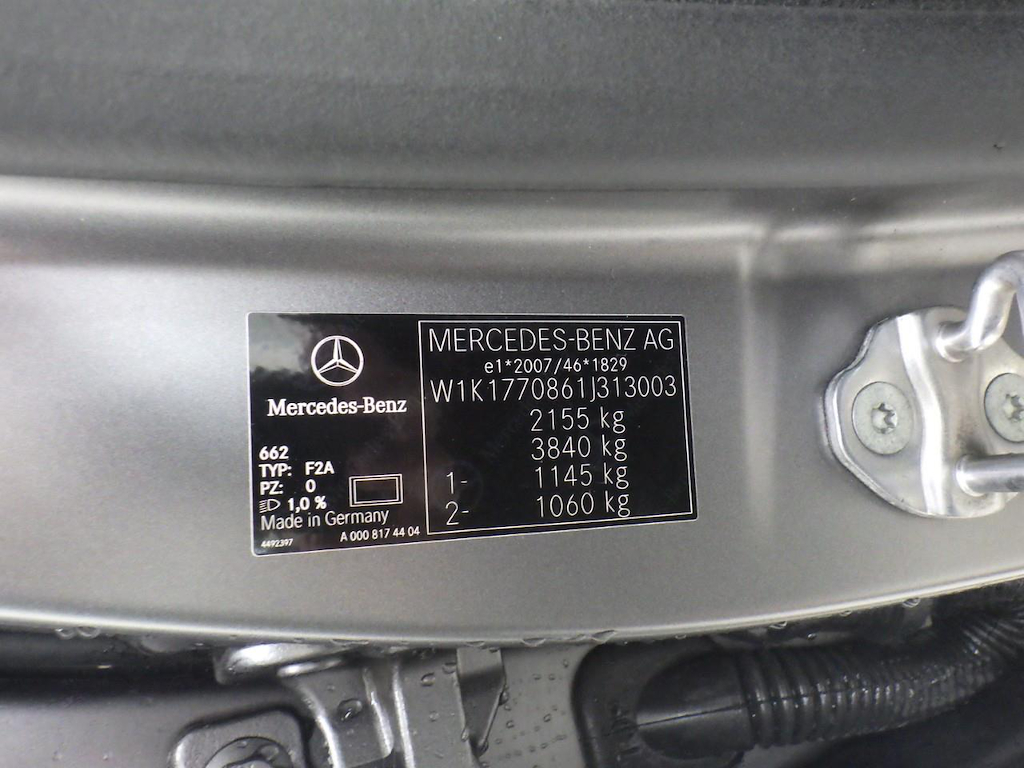 Mercedes-Benz
662
TYP: F2A
PZ: 0
1,0 %
Made in Germany
4492397
A 000 817 44 04
MERCEDES-BENZ AG
e1*2007/46*1829
W1K1770861J313003
2155 kg
3840 kg
1- 1145 kg
2- 1060 kg